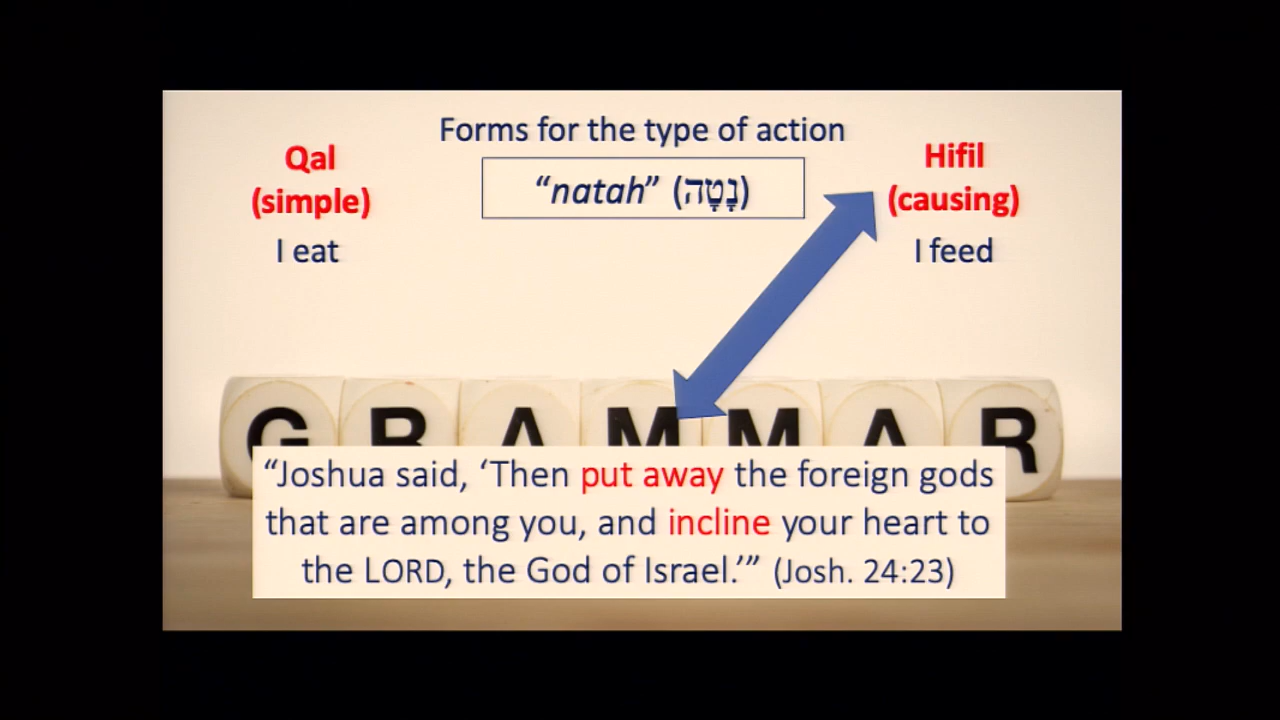 Forms for the type of action
Qal
(simple)
I eat
“natah” (נָטָה)
Hifil
(causing)
I feed
GRAMMAR
“Joshua said, ‘Then put away the foreign gods
that are among you, and incline your heart to
the LORD, the God of Israel.’” (Josh. 24:23)